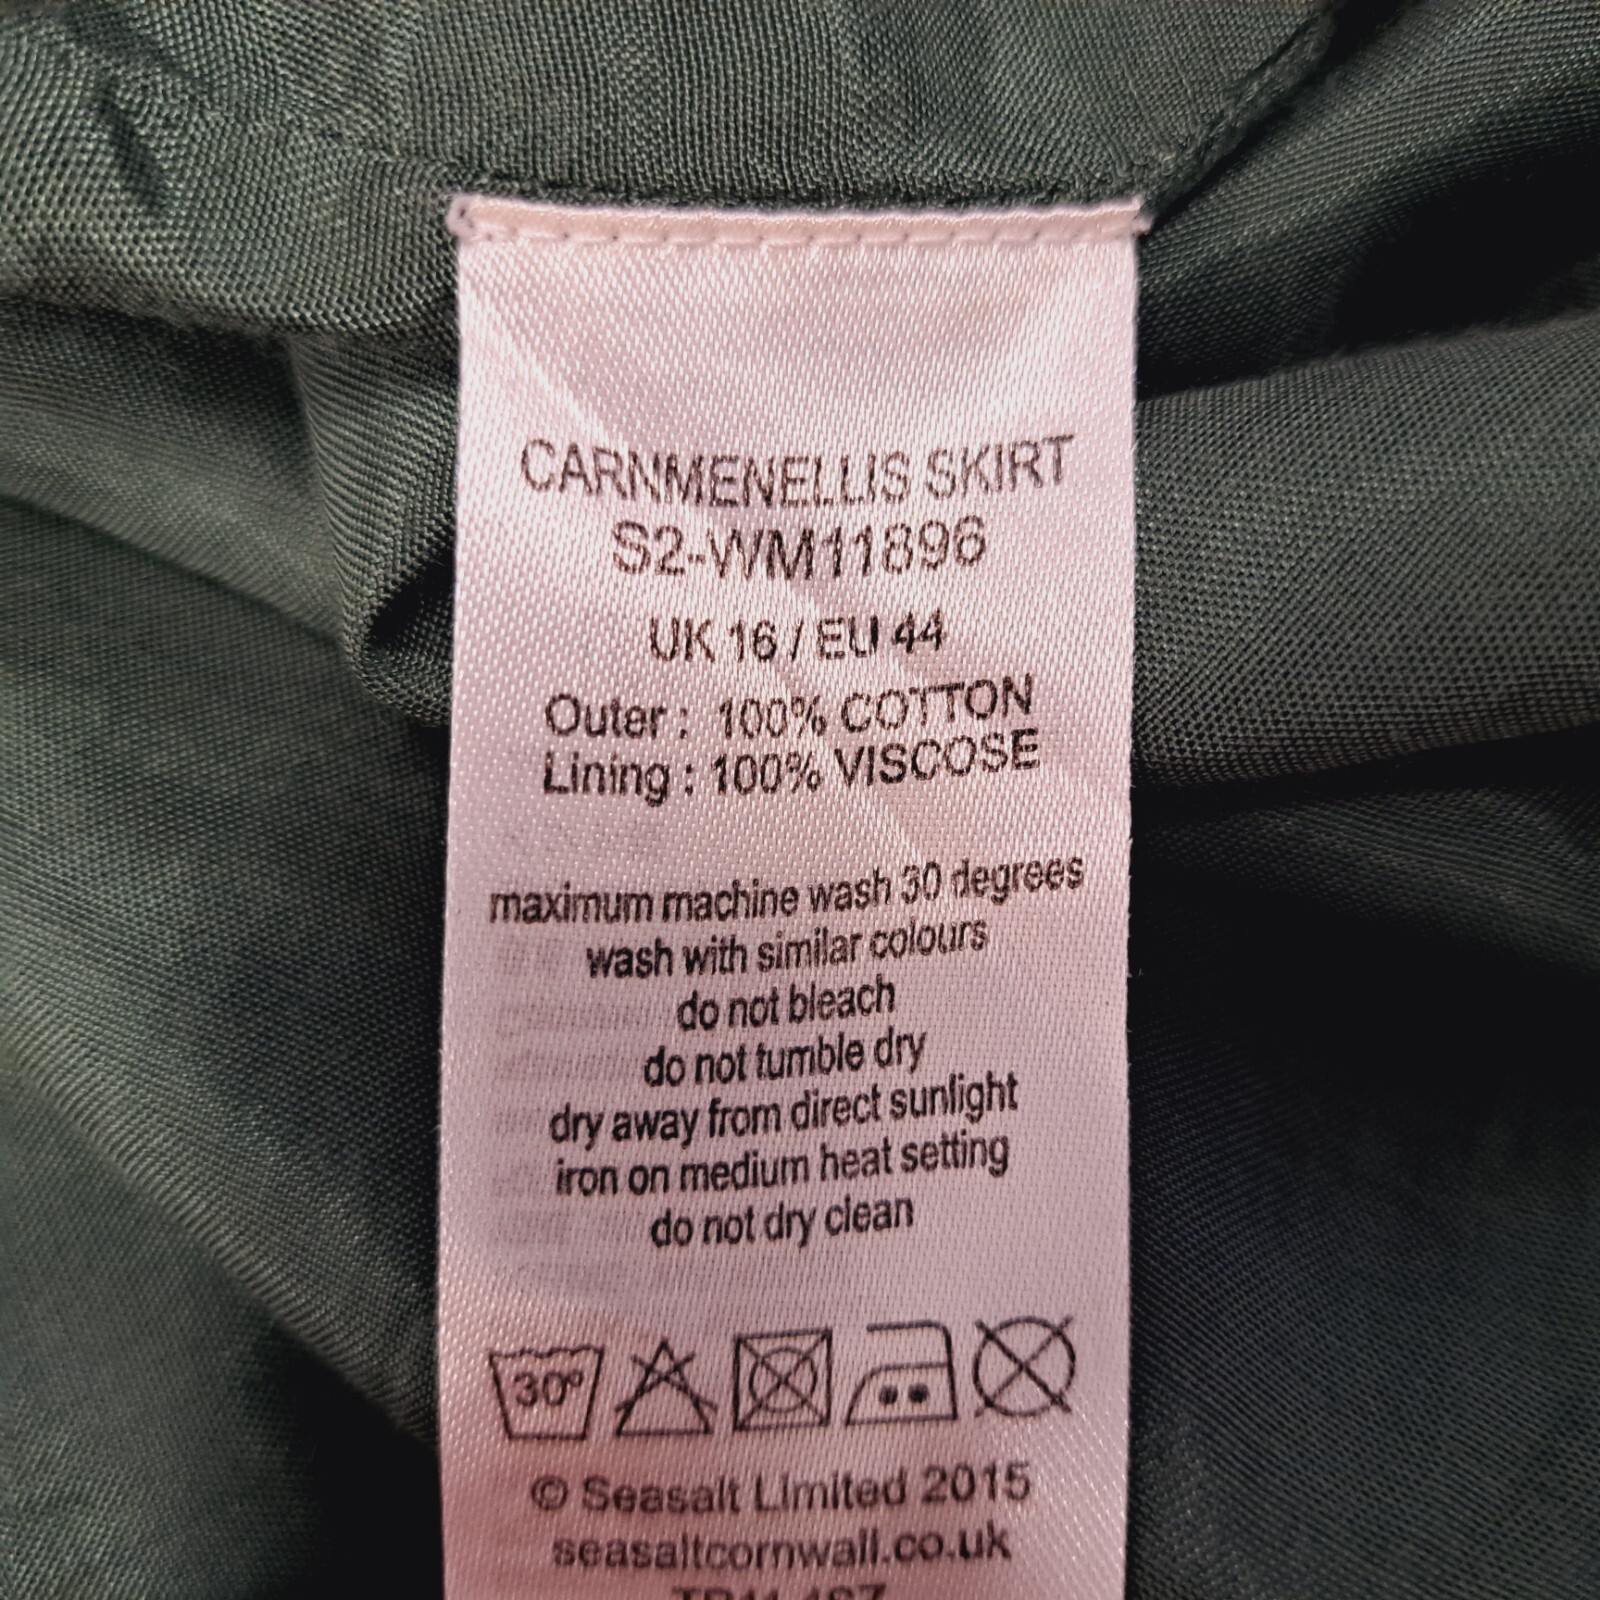 CARNMENELLIS SKIRT
S2-WM11896
UK 16 / EU 44
Outer : 100% COTTON
Lining : 100% VISCOSE
maximum machine wash 30 degrees
wash with similar colours
do not bleach
do not tumble dry
dry away from direct sunlight
iron on medium heat setting
do not dry clean
30°
© Seasalt Limited 2015
seasaltcornwall.co.uk